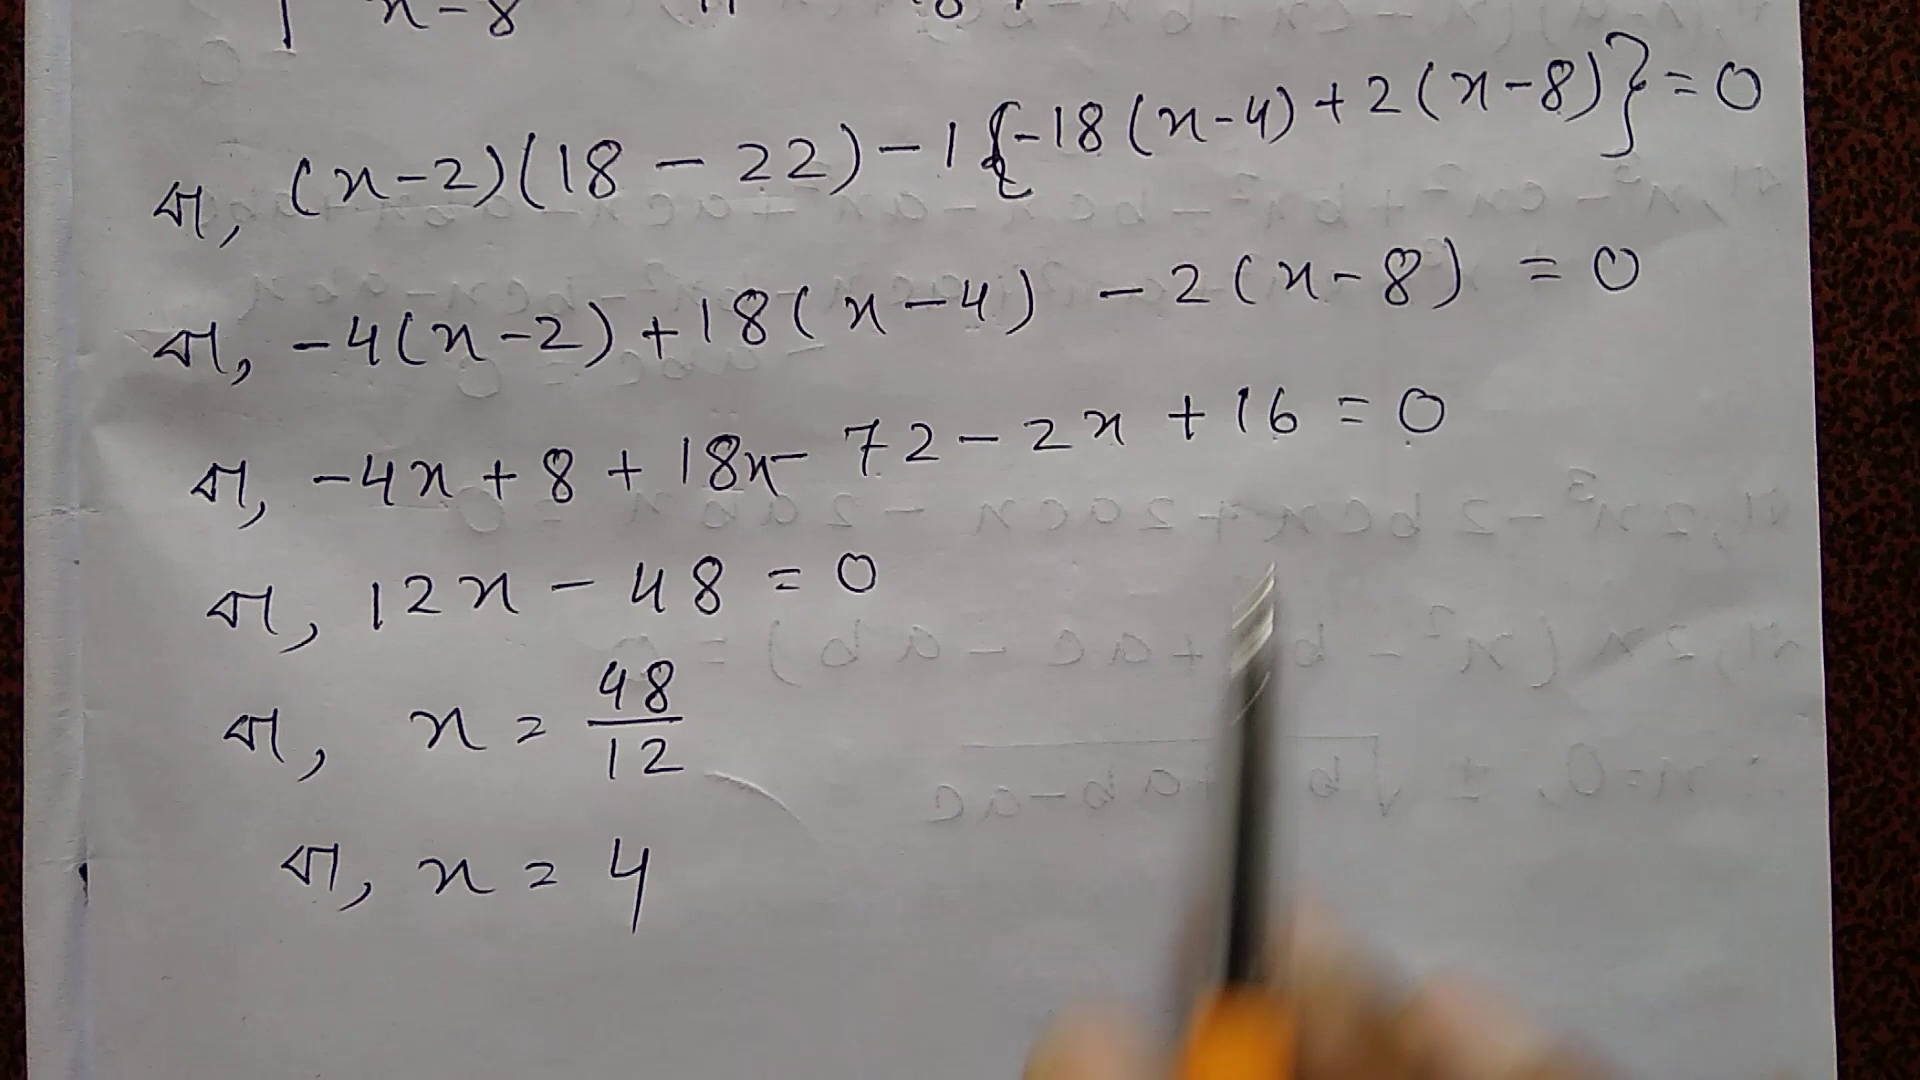 x-8
বা, (x-2)(18-22)-1{-18(x-4)+2(x-8)}=0
বা, -4(x-2)+18(x-4)-2(x-8)=0
বা, -4x+8+18x-72-2x+16=0
বা, 12x-48=0
বা, x=48/12
বা, x=4